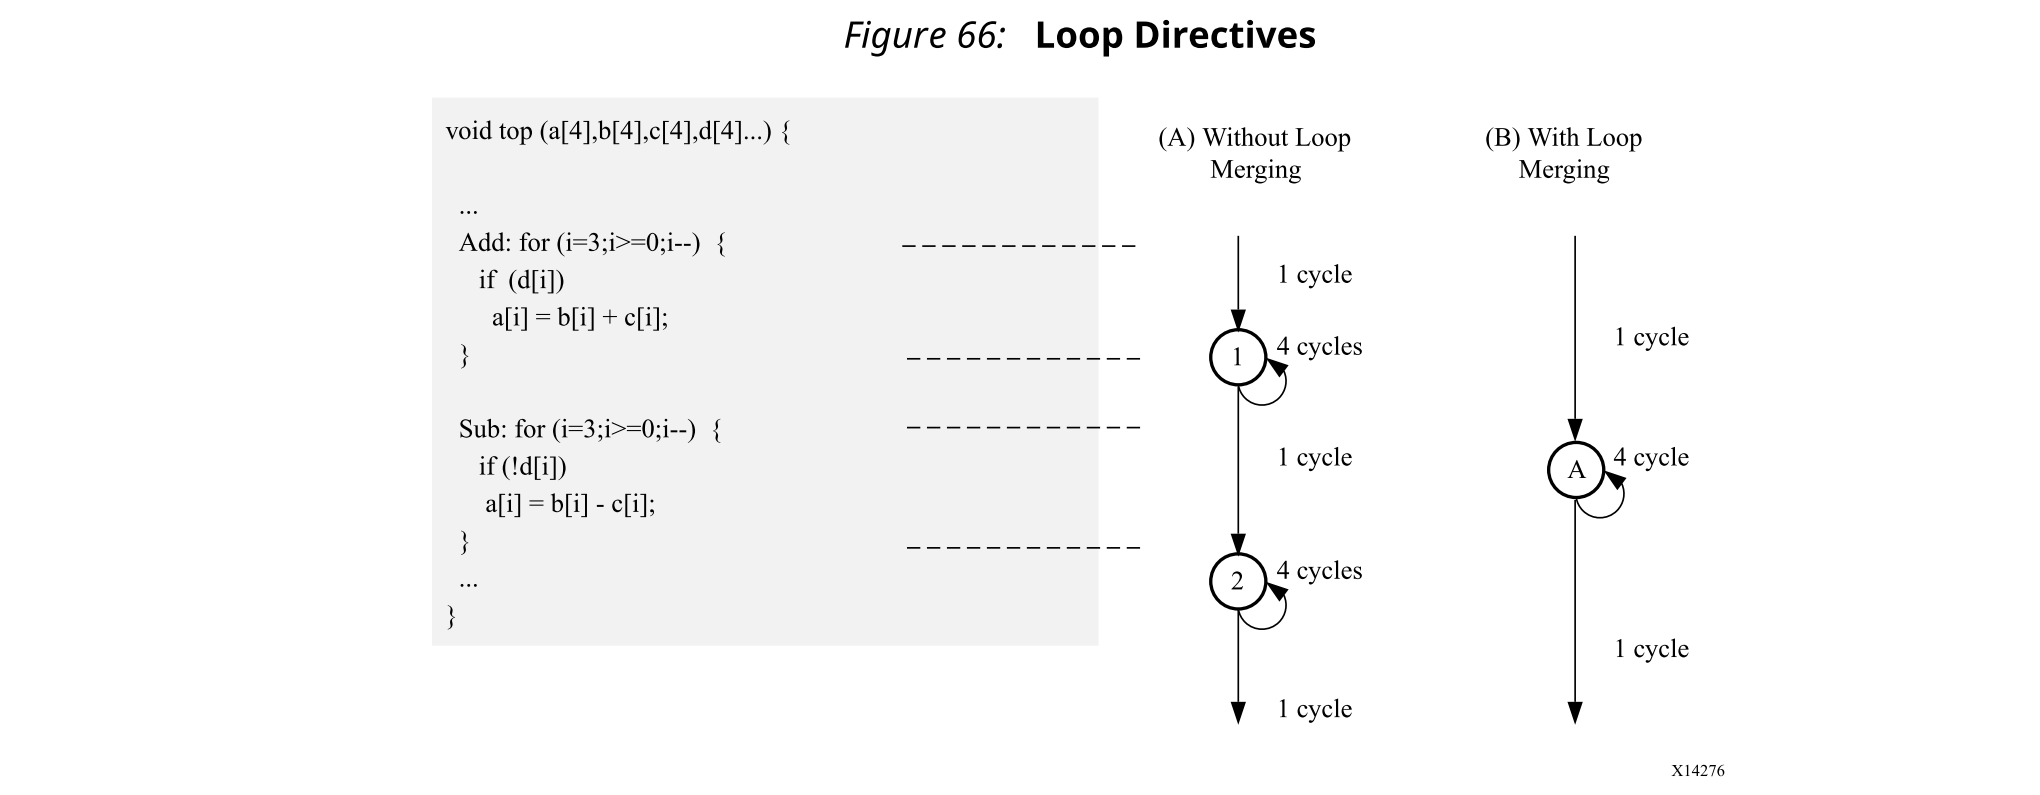 Figure 66: Loop Directives
void top (a[4],b[4],c[4],d[4]...) {
...
Add: for (i=3;i>=0;i--) {
if (d[i])
a[i] = b[i] + c[i];
}
Sub: for (i=3;i>=0;i--) {
if (!d[i])
a[i] = b[i] - c[i];
}
...
}
(A) Without Loop
Merging
1 cycle
1
4 cycles
1 cycle
2
4 cycles
1 cycle
(B) With Loop
Merging
1 cycle
A
4 cycle
1 cycle
X14276